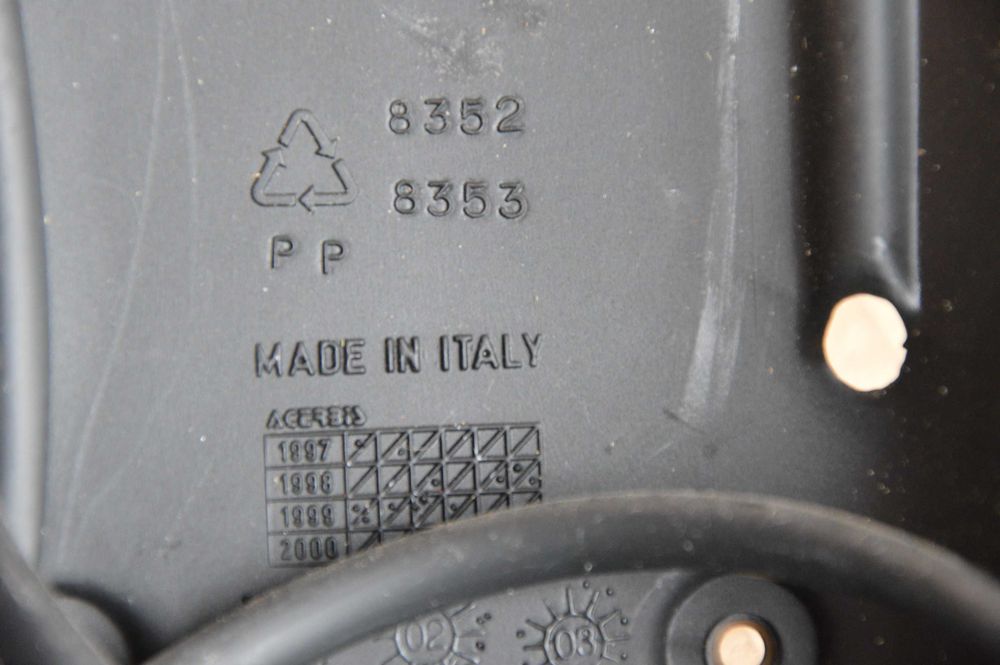 8352
8353
PP
MADE IN ITALY
ACERBIS
1997
1998
1999
2000
02 03